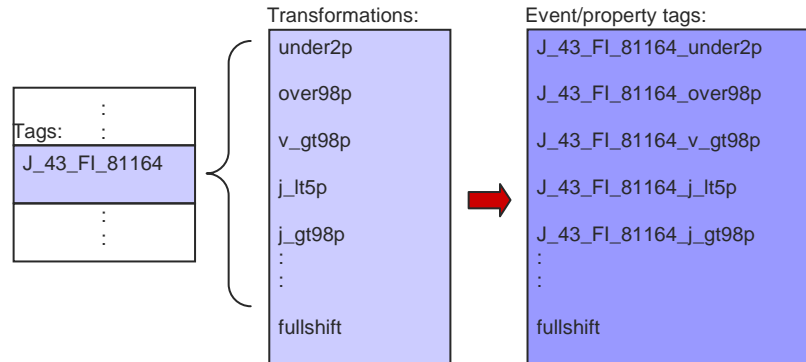 Transformations:
Event/property tags:
Tags:
:
:
J_43_FI_81164
:
:
under2p
over98p
v_gt98p
j_lt5p
j_gt98p
:
:
fullshift
J_43_FI_81164_under2p
J_43_FI_81164_over98p
J_43_FI_81164_v_gt98p
J_43_FI_81164_j_lt5p
J_43_FI_81164_j_gt98p
:
:
fullshift